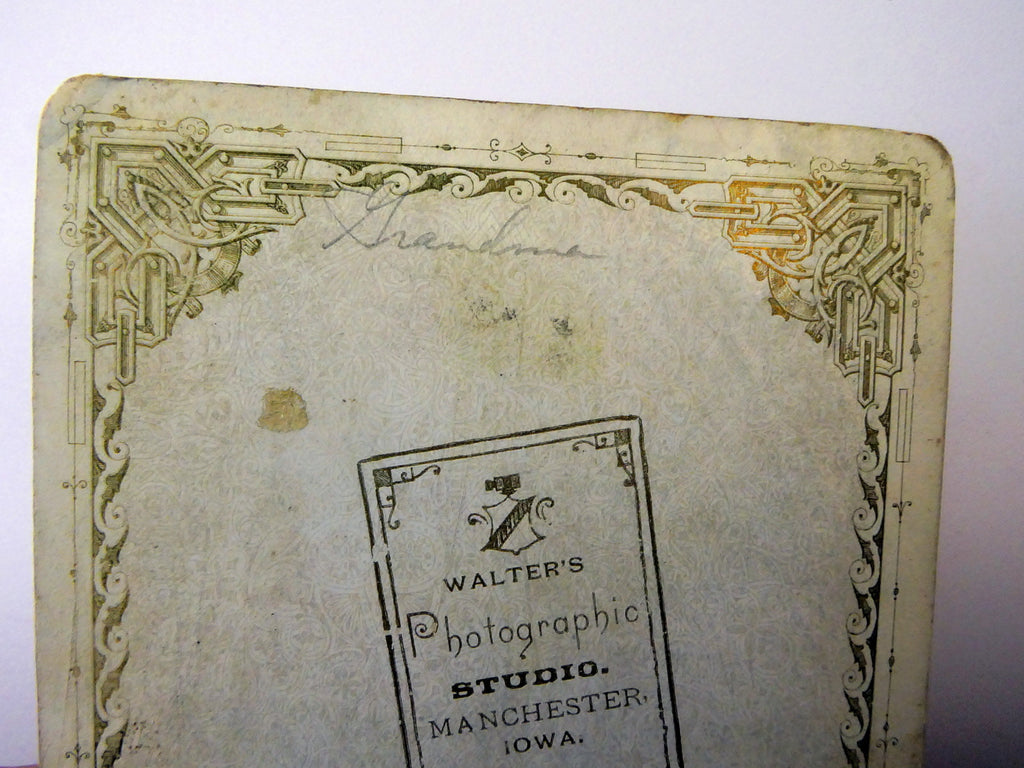 Grandma
WALTER'S
Photographic
STUDIO.
MANCHESTER,
IOWA.